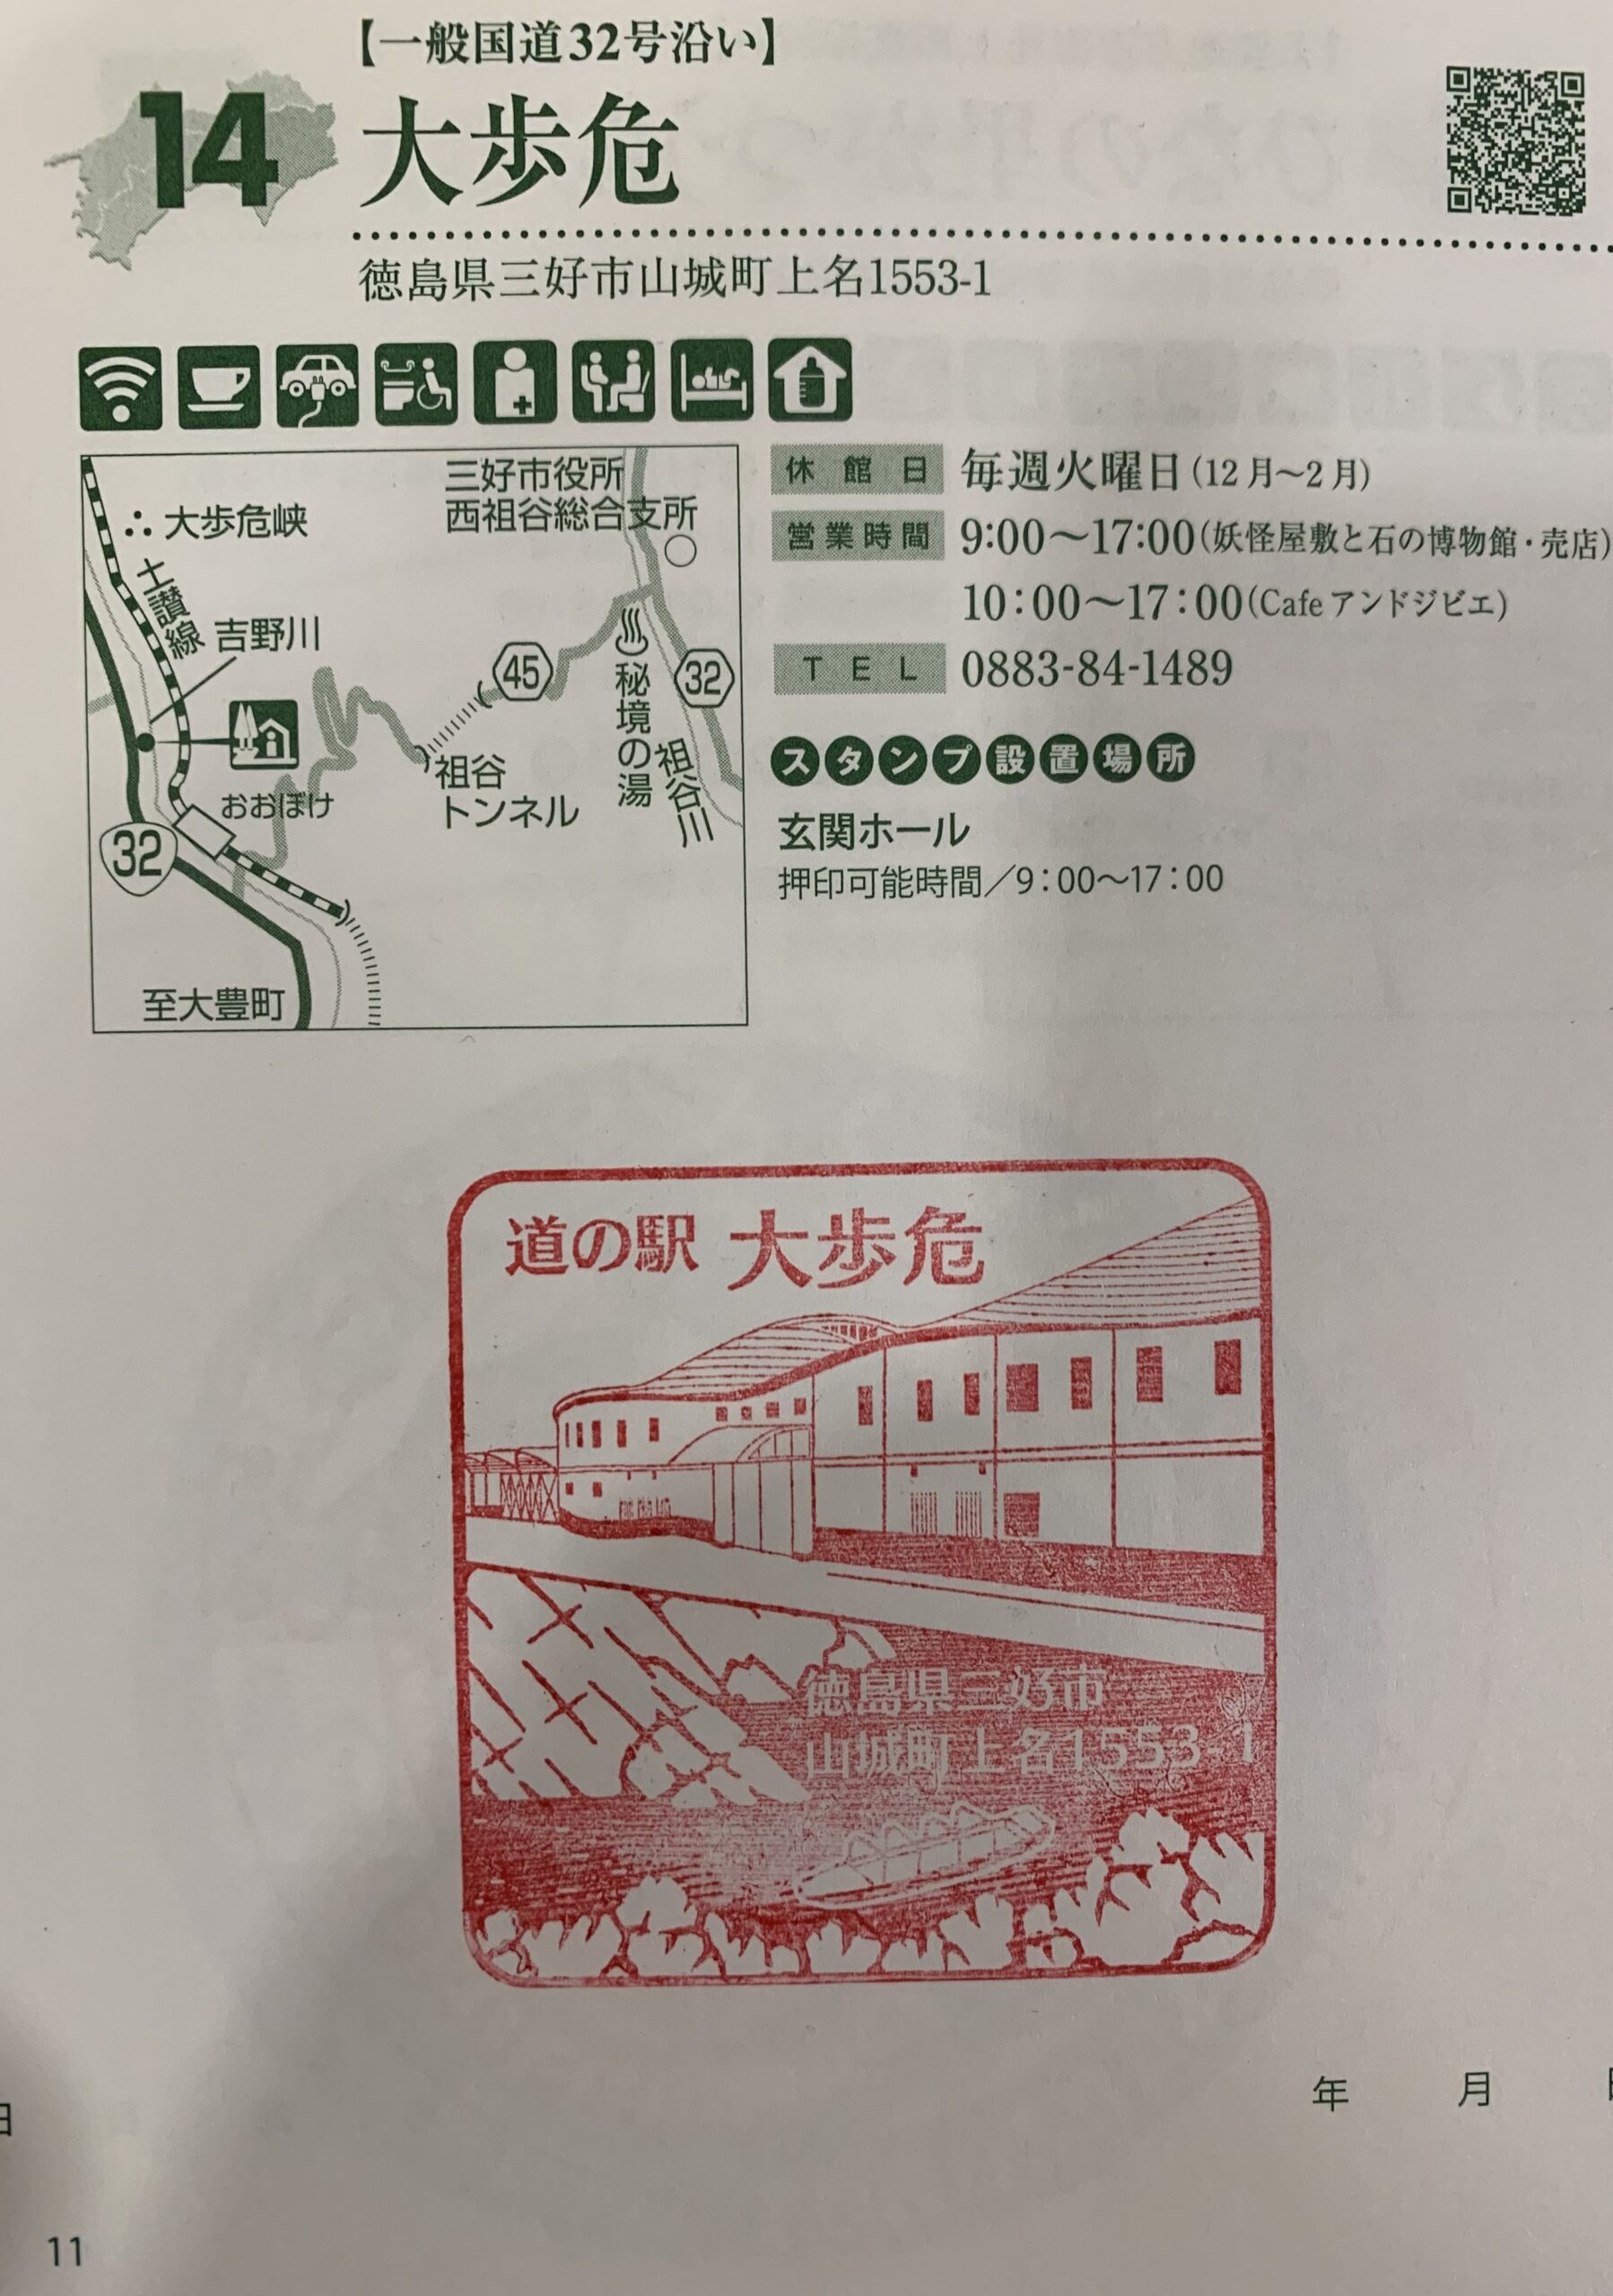 【一般国道32号沿い】
14
大歩危
徳島県三好市山城町上名1553-1
三好市役所
西祖谷総合支所
∴大歩危峡
土讃線
吉野川
45
32
秘境の湯
祖谷川
祖谷
トンネル
おおぼけ
32
至大豊町
休館日 毎週火曜日(12月～2月)
営業時間 9:00～17:00(妖怪屋敷と石の博物館・売店)
10:00～17:00(Cafeアンドジビエ)
TEL 0883-84-1489
スタンプ設置場所
玄関ホール
押印可能時間／9:00～17:00
道の駅 大歩危
徳島県三好市
山城町上名1553-1
年 月 日
日
11